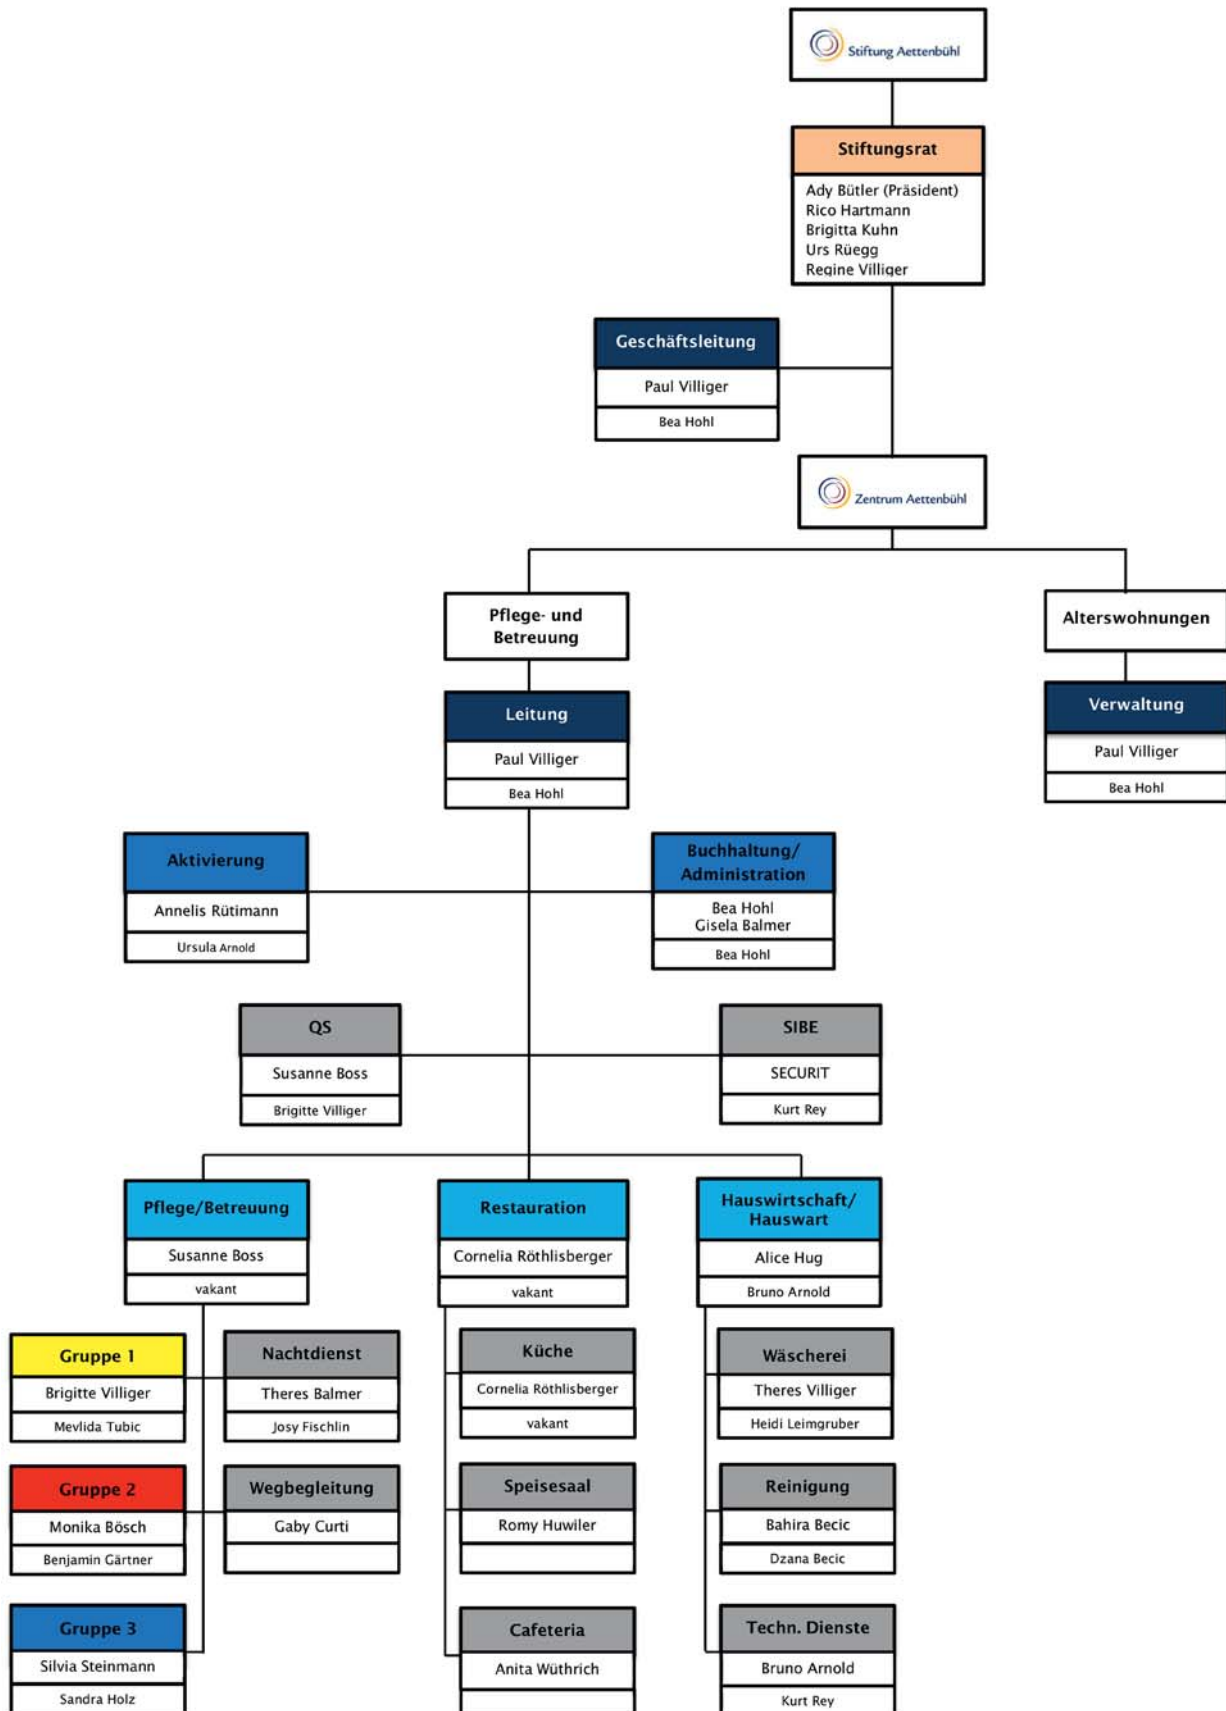 Stiftung Aettenbühl
Stiftungsrat
Ady Bütler (Präsident)
Rico Hartmann
Brigitta Kuhn
Urs Rüegg
Regine Villiger
Geschäftsleitung
Paul Villiger
Bea Hohl
Zentrum Aettenbühl
Pflege- und
Betreuung
Alterswohnungen
Leitung
Paul Villiger
Bea Hohl
Verwaltung
Paul Villiger
Bea Hohl
Aktivierung
Annelis Rütimann
Ursula Arnold
Buchhaltung/
Administration
Bea Hohl
Gisela Balmer
Bea Hohl
QS
Susanne Boss
Brigitte Villiger
SIBE
SECURIT
Kurt Rey
Pflege/Betreuung
Susanne Boss
vakant
Restauration
Cornelia Röthlisberger
vakant
Hauswirtschaft/
Hauswart
Alice Hug
Bruno Arnold
Gruppe 1
Brigitte Villiger
Mevlida Tubic
Nachtdienst
Theres Balmer
Josy Fischlin
Küche
Cornelia Röthlisberger
vakant
Wäscherei
Theres Villiger
Heidi Leimgruber
Gruppe 2
Monika Bösch
Benjamin Gärtner
Wegbegleitung
Gaby Curti
Speisesaal
Romy Huwiler
Reinigung
Bahira Becic
Dzana Becic
Gruppe 3
Silvia Steinmann
Sandra Holz
Cafeteria
Anita Wüthrich
Techn. Dienste
Bruno Arnold
Kurt Rey